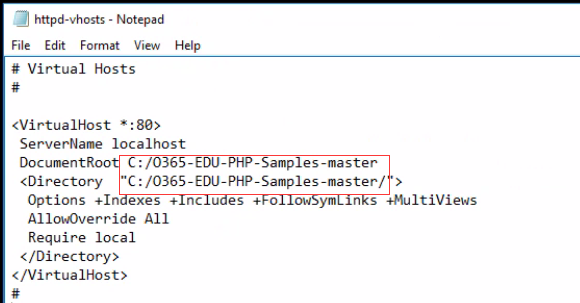 httpd-vhosts - Notepad
File Edit Format View Help
# Virtual Hosts
#
<VirtualHost *:80>
ServerName localhost
DocumentRoot C:/O365-EDU-PHP-Samples-master
<Directory "C:/O365-EDU-PHP-Samples-master/">
Options +Indexes +Includes +FollowSymLinks +MultiViews
AllowOverride All
Require local
</Directory>
</VirtualHost>
#